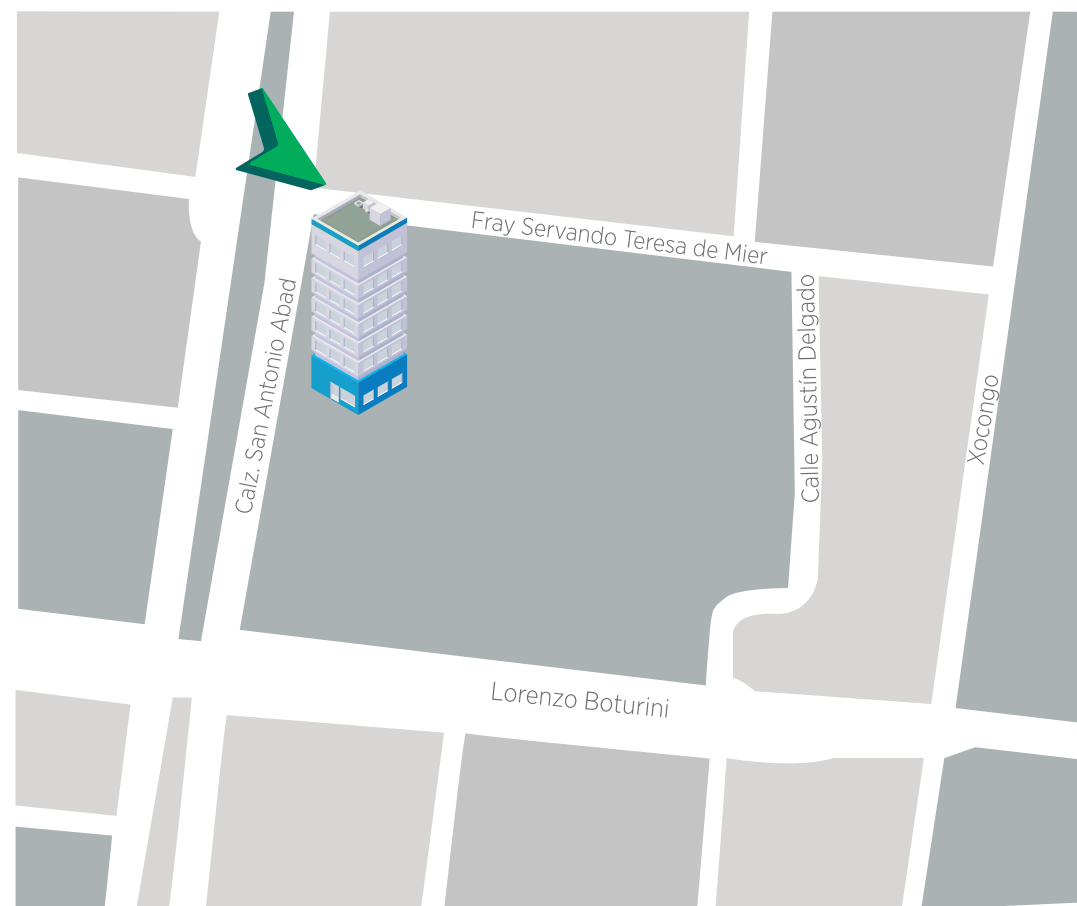 Fray Servando Teresa de Mier
Calz. San Antonio Abad
Calle Agustín Delgado
Xocongo
Lorenzo Boturini